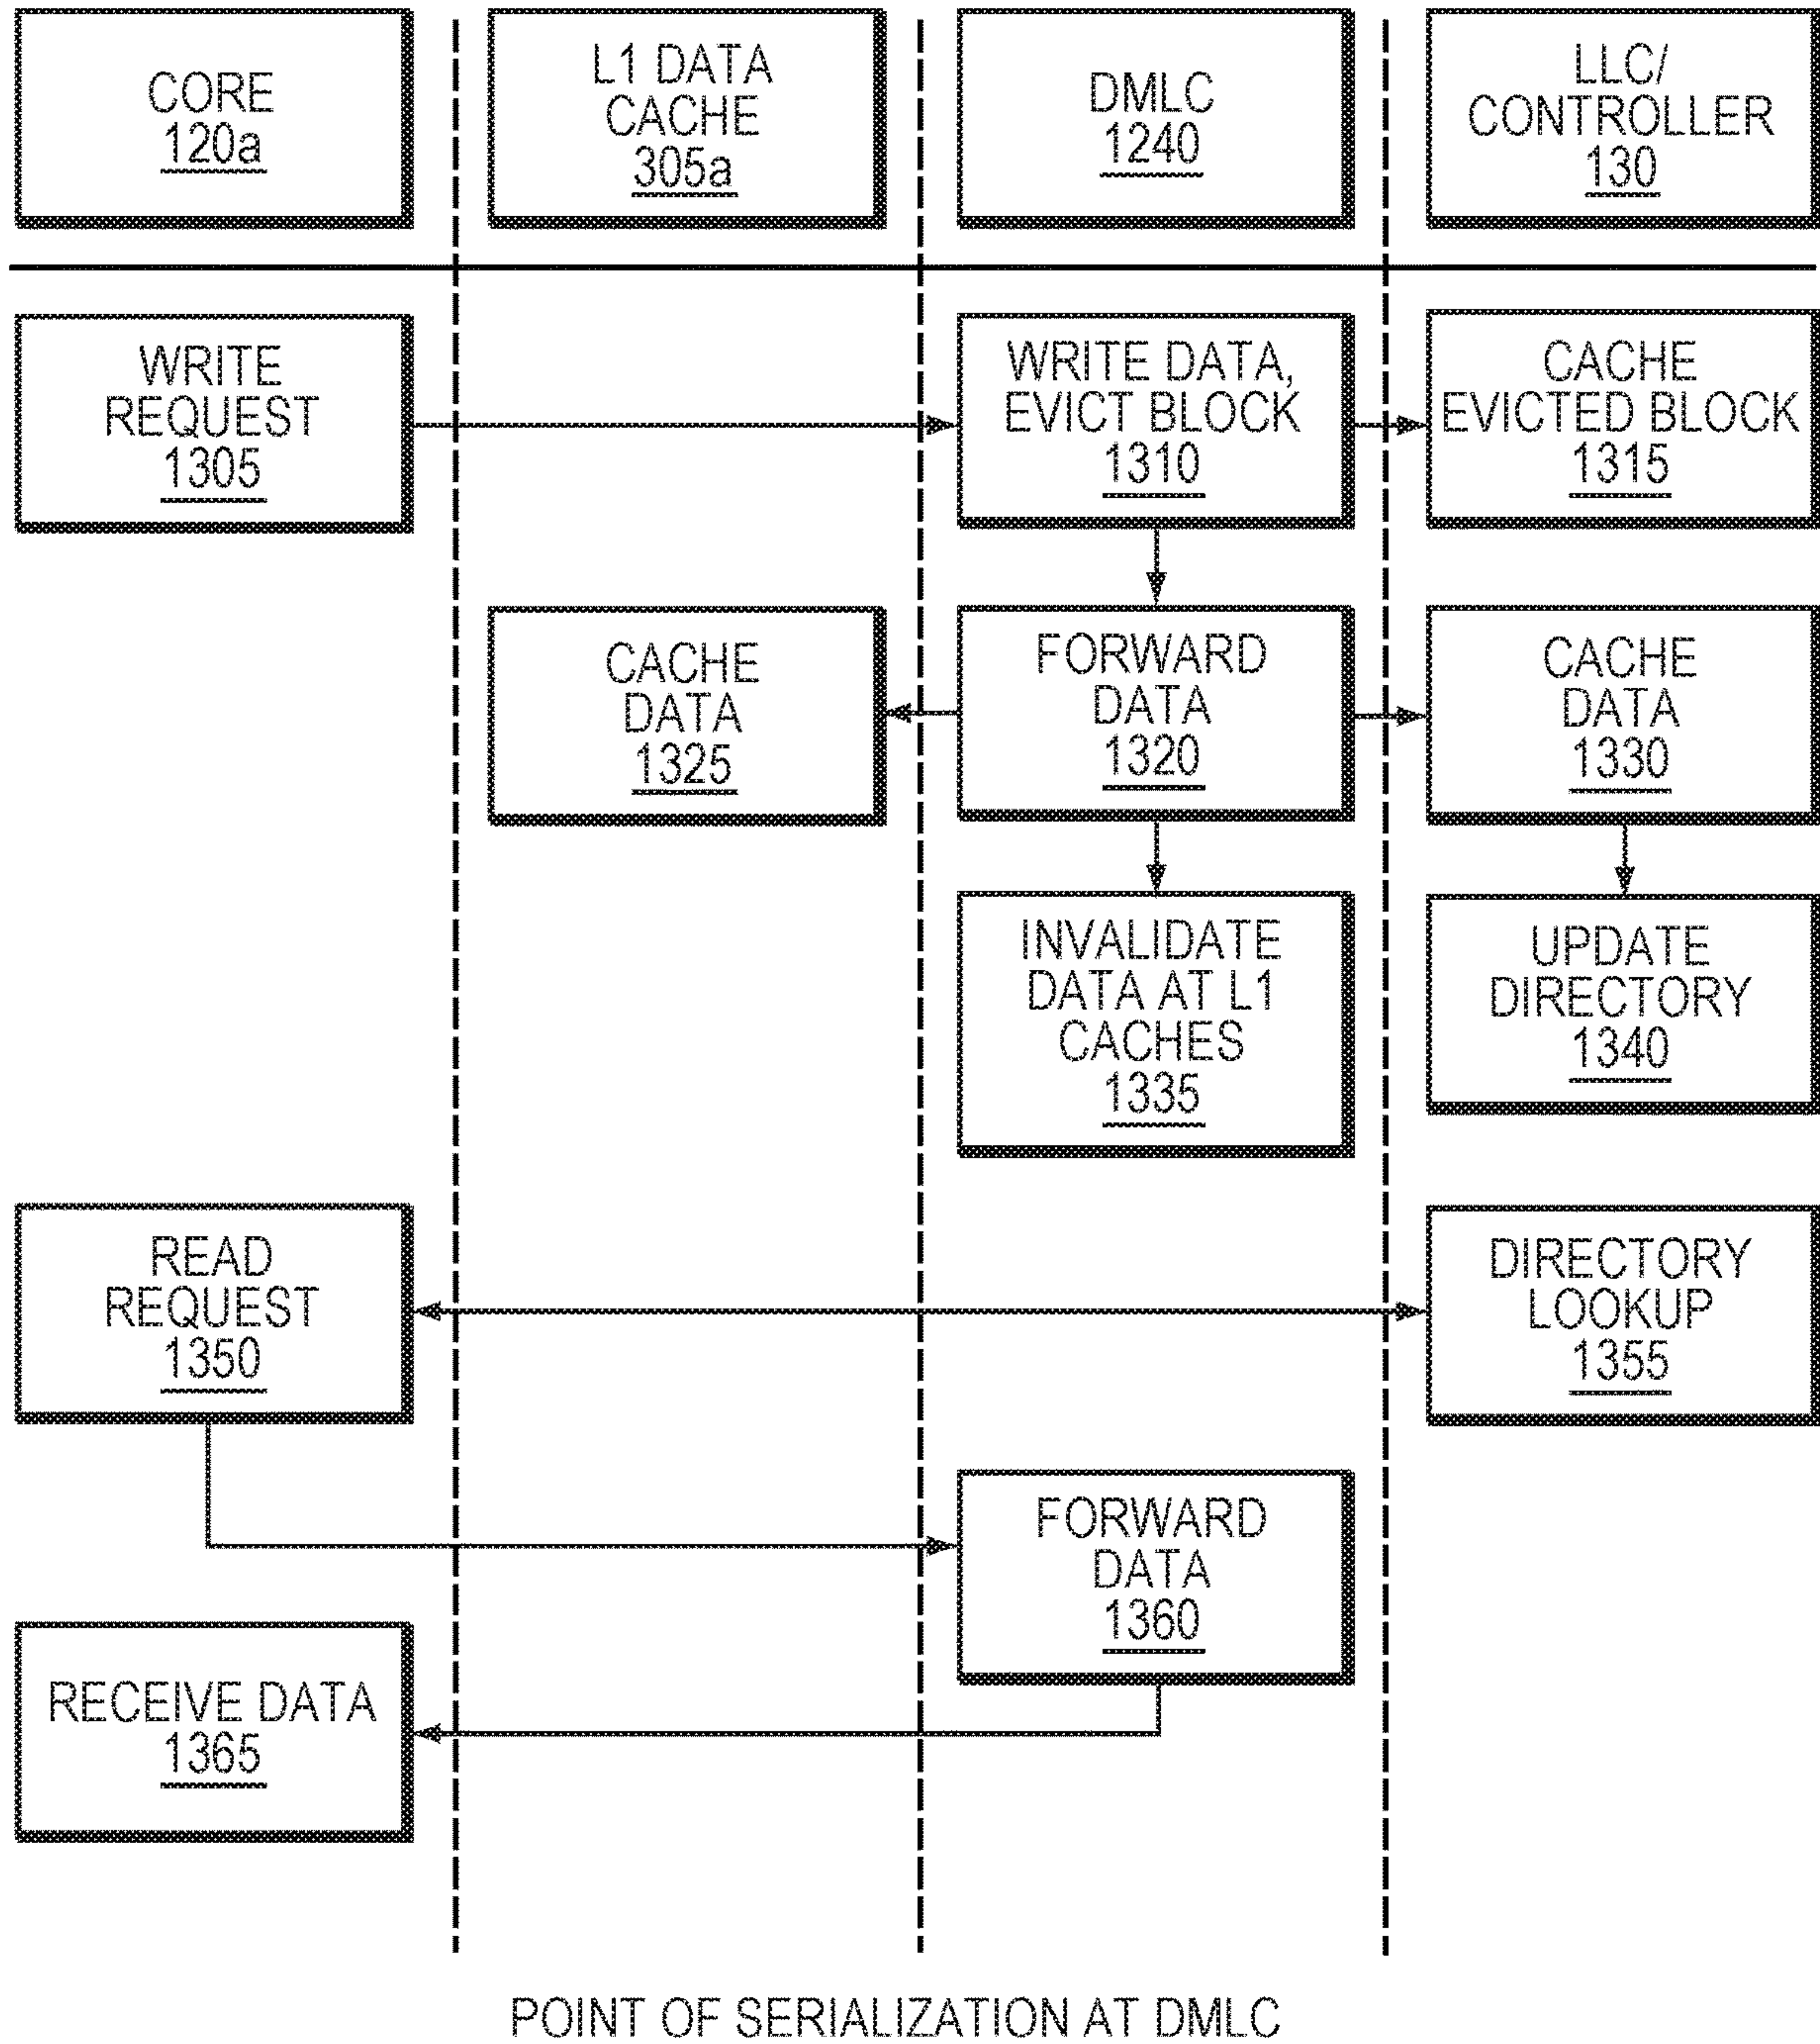 CORE
120a
L1 DATA
CACHE
305a
DMLC
1240
LLC/
CONTROLLER
130
WRITE
REQUEST
1305
WRITE DATA,
EVICT BLOCK
1310
CACHE
EVICTED BLOCK
1315
CACHE
DATA
1325
FORWARD
DATA
1320
CACHE
DATA
1330
INVALIDATE
DATA AT L1
CACHES
1335
UPDATE
DIRECTORY
1340
READ
REQUEST
1350
DIRECTORY
LOOKUP
1355
FORWARD
DATA
1360
RECEIVE DATA
1365
POINT OF SERIALIZATION AT DMLC